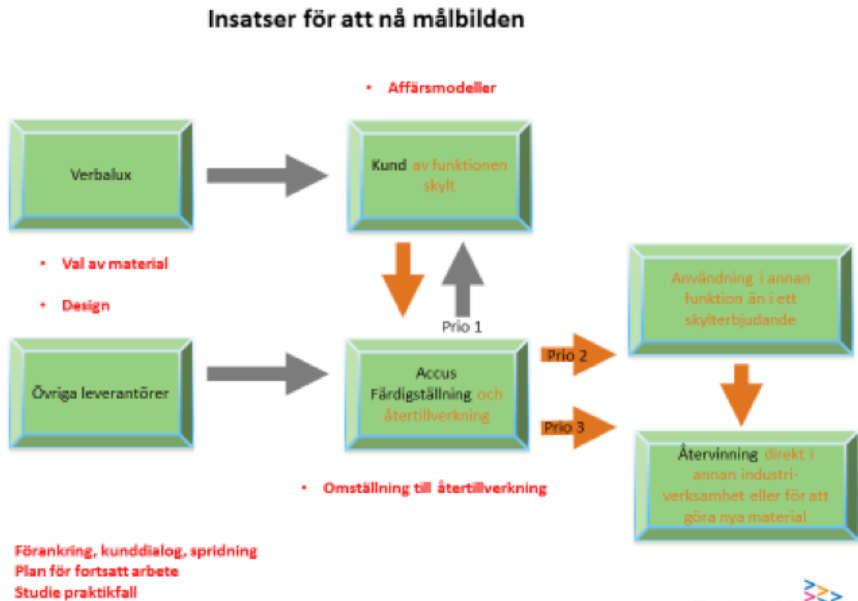 Insatser för att nå målbilden
• Affärsmodeller
Verbalux
Kund av funktionen
skylt
• Val av material
• Design
Prio 1
Användning i annan
funktion än i ett
skylterbjudande
Övriga leverantörer
Accus
Färdigställning och
återtillverkning
Prio 2
Prio 3
Återvinning direkt i
annan industri-
verksamhet eller för att
göra nya material
• Omställning till återtillverkning
Förankring, kunddialog, spridning
Plan för fortsatt arbete
Studie praktikfall